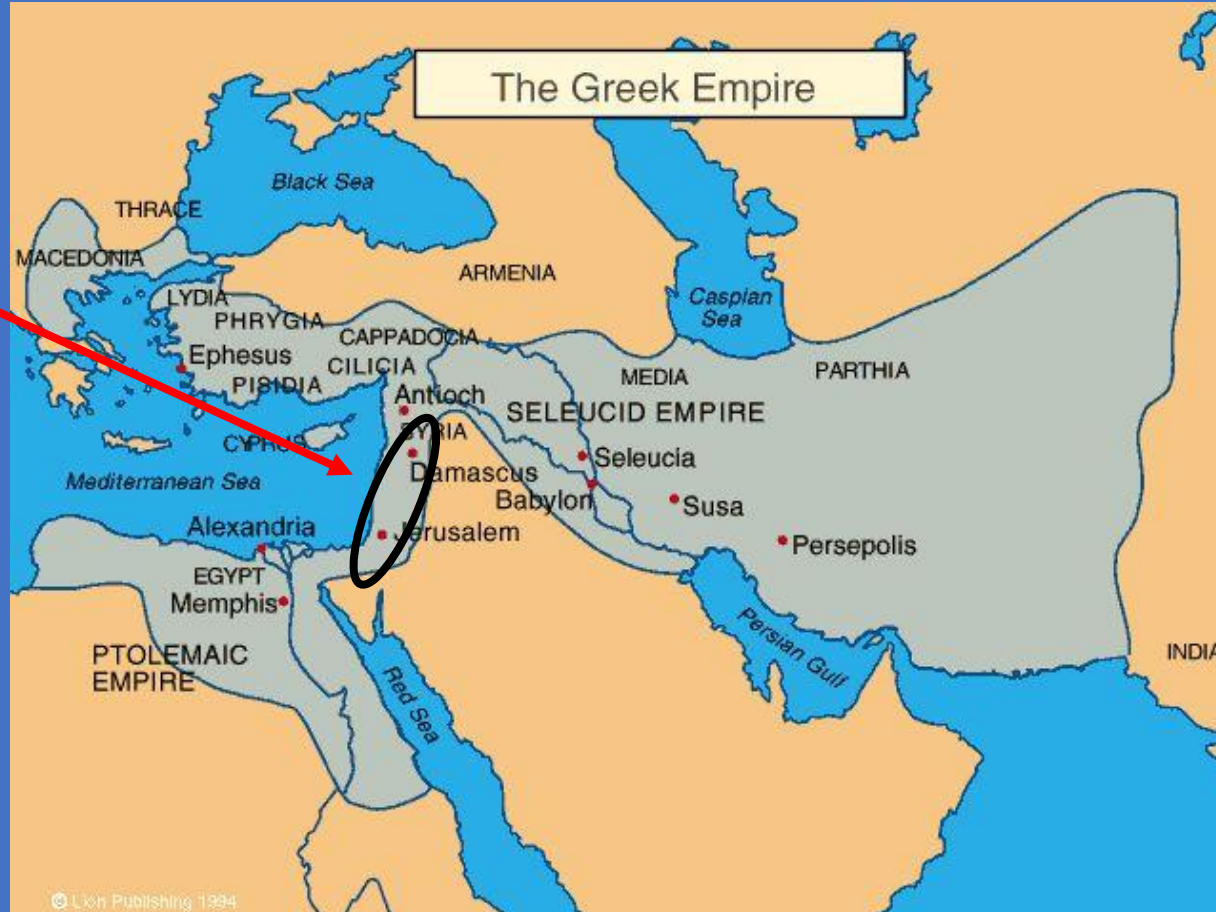 The Greek Empire
Black Sea
THRACE
MACEDONIA
ARMENIA
LYDIA
PHRYGIA
Caspian
Sea
CAPPADOCIA
Ephesus
CILICIA
PISIDIA
MEDIA
PARTHIA
Antioch
SELEUCID EMPIRE
SYRIA
CYPRUS
Damascus
Seleucia
Mediterranean Sea
Babylon
Susa
Alexandria
Jerusalem
Persepolis
EGYPT
Memphis
PTOLEMAIC
EMPIRE
Persian Gulf
INDIA
Red Sea
© Lion Publishing 1994